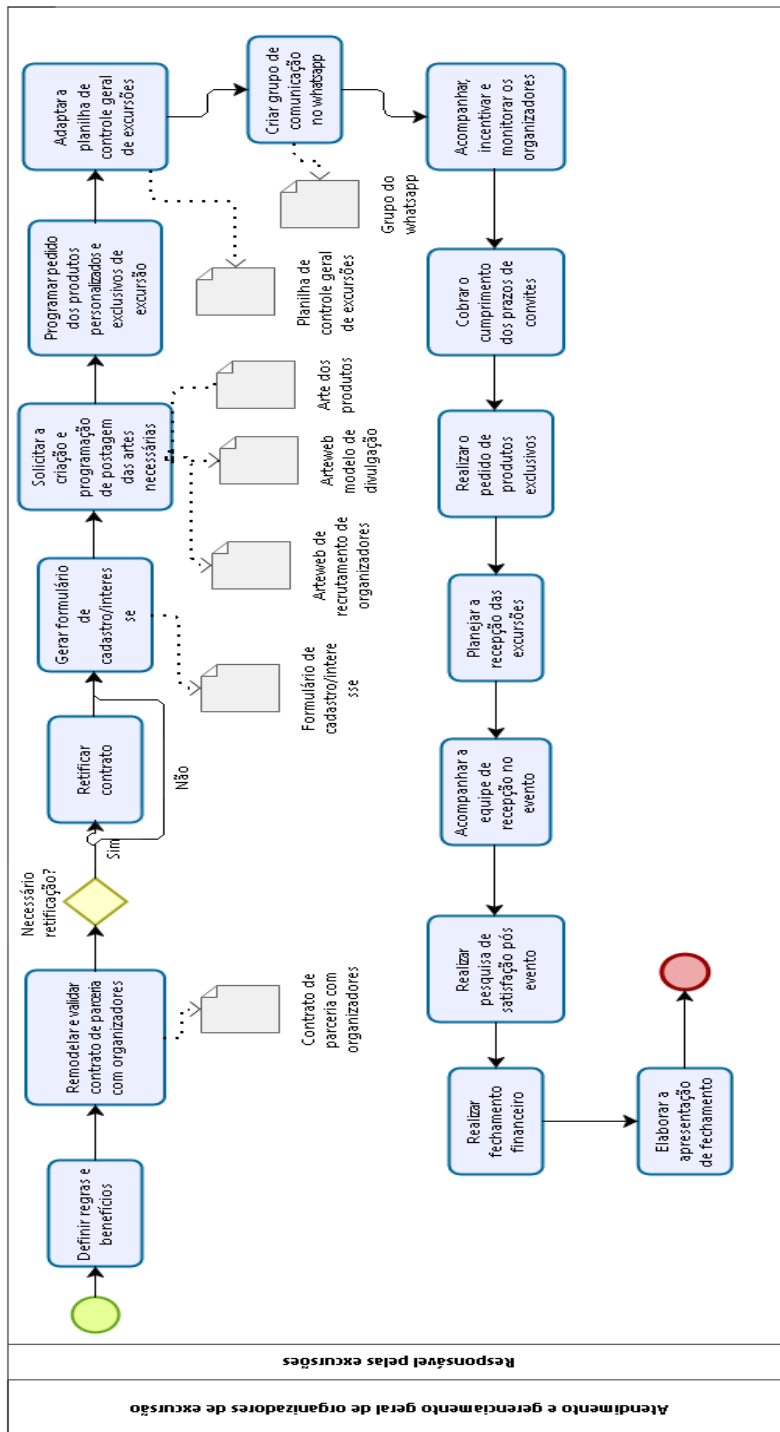 Atendimento e gerenciamento geral de organizadores de excursão
Responsável pelas excursões
Definir regras e
benefícios
Remodelar e validar
contrato de parceria
com organizadores
Contrato de
parceria com
organizadores
Necessário
retificação?
Sim
Não
Retificar
contrato
Gerar formulário
de
cadastro/interes
se
Formulário de
cadastro/intere
sse
Solicitar a
criação e
programação
de postagem
das artes
necessárias
Arteweb de
recrutamento de
organizadores
Arteweb
modelo de
divulgação
Arte dos
produtos
Programar pedido
dos produtos
personalizados e
exclusivos de
excursão
Adaptar a
planilha de
controle geral
de excursões
Planilha de
controle geral
de excursões
Criar grupo de
comunicação
no whatsapp
Grupo do
whatsapp
Acompanhar,
incentivar e
monitorar os
organizadores
Cobrar o
cumprimento
dos prazos de
convites
Realizar o
pedido de
produtos
exclusivos
Planejar a
recepção das
excursões
Acompanhar a
equipe de
recepção no
evento
Realizar
pesquisa de
satisfação pós
evento
Realizar
fechamento
financeiro
Elaborar a
apresentação
de fechamento